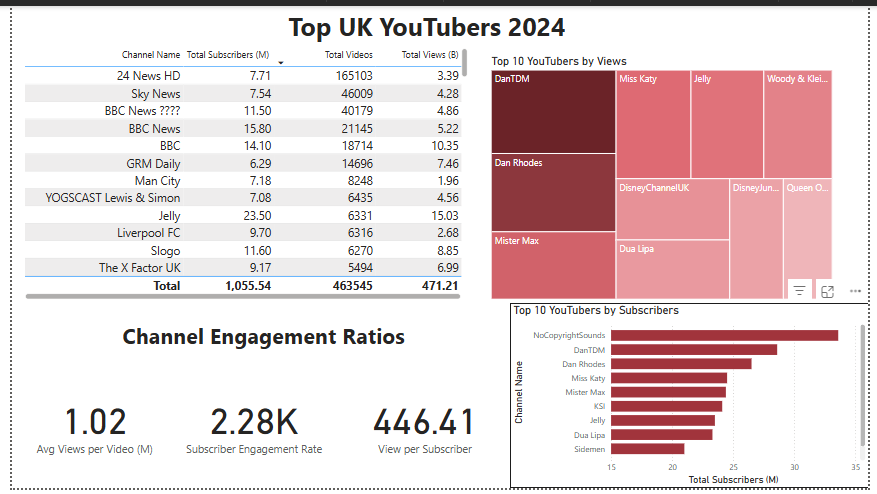 Top UK YouTubers 2024
Channel Name Total Subscribers (M) Total Videos Total Views (B)
24 News HD 7.71 165103 3.39
Sky News 7.54 46009 4.28
BBC News ???? 11.50 40179 4.86
BBC News 15.80 21145 5.22
BBC 14.10 18714 10.35
GRM Daily 6.29 14696 7.46
Man City 7.18 8248 1.96
YOGSCAST Lewis & Simon 7.08 6435 4.56
Jelly 23.50 6331 15.03
Liverpool FC 9.70 6316 2.68
Slogo 11.60 6270 8.85
The X Factor UK 9.17 5494 6.99
Total 1,055.54 463545 471.21
Top 10 YouTubers by Views
DanTDM
Miss Katy
Jelly
Woody & Klei...
Dan Rhodes
DisneyChannelUK
DisneyJun...
Queen O...
Mister Max
Dua Lipa
Channel Engagement Ratios
1.02
Avg Views per Video (M)
2.28K
Subscriber Engagement Rate
446.41
View per Subscriber
Top 10 YouTubers by Subscribers
Channel Name
NoCopyrightSounds
DanTDM
Dan Rhodes
Miss Katy
Mister Max
KSI
Jelly
Dua Lipa
Sidemen
15 20 25 30 35
Total Subscribers (M)